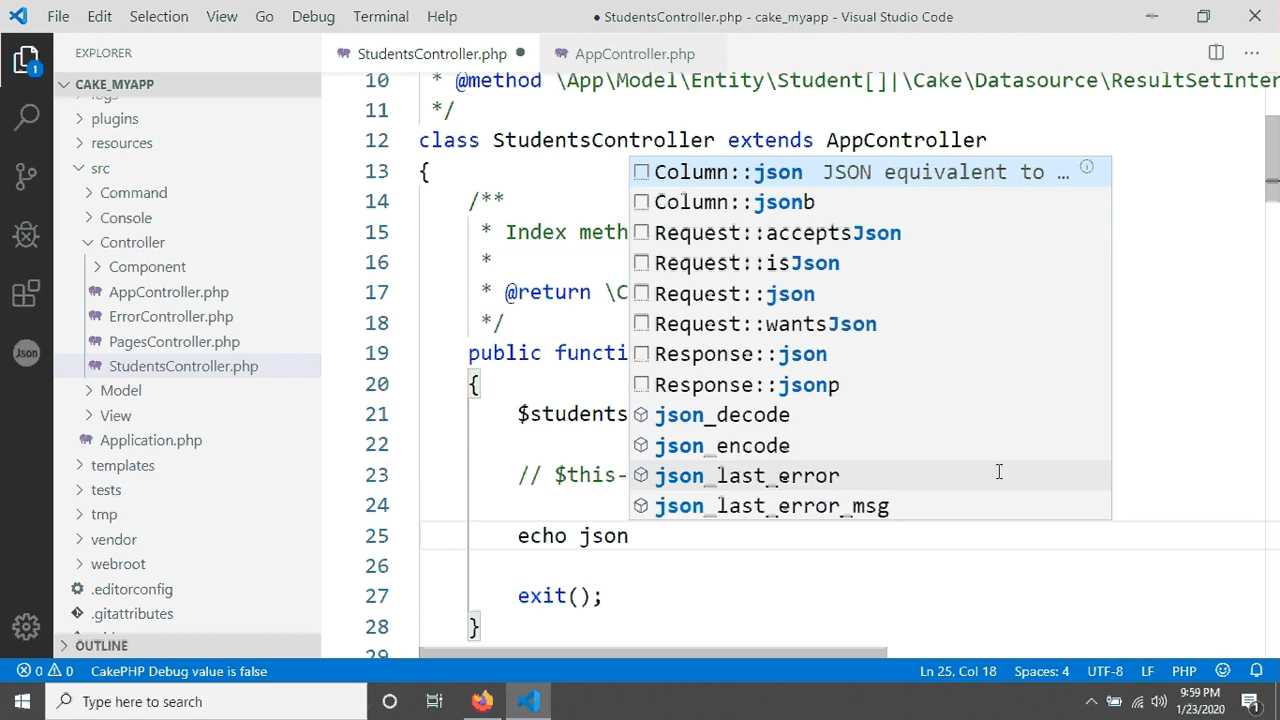 File Edit Selection View Go Debug Terminal Help ● StudentsController.php - cake_myapp - Visual Studio Code
EXPLORER
StudentsController.php ● AppController.php
1
CAKE_MYAPP
plugins
resources
src
Command
Console
Controller
Component
AppController.php
ErrorController.php
PagesController.php
StudentsController.php
Model
View
Application.php
templates
tests
tmp
vendor
webroot
.editorconfig
.gitattributes
OUTLINE
Json
10 * @method \App\Model\Entity\Student[]|\Cake\Datasource\ResultSetInter
11 */
12 class StudentsController extends AppController
13 {
14 /**
15 * Index meth
16 *
17 * @return \C
18 */
19 public functi
20 {
21 $students
22
23 // $this-
24
25 echo json
26
27 exit();
28 }
29
Column::json JSON equivalent to …
Column::jsonb
Request::acceptsJson
Request::isJson
Request::json
Request::wantsJson
Response::json
Response::jsonp
json_decode
json_encode
json_last_error
json_last_error_msg
0 0 CakePHP Debug value is false Ln 25, Col 18 Spaces: 4 UTF-8 LF PHP
Type here to search
9:59 PM
1/23/2020
1